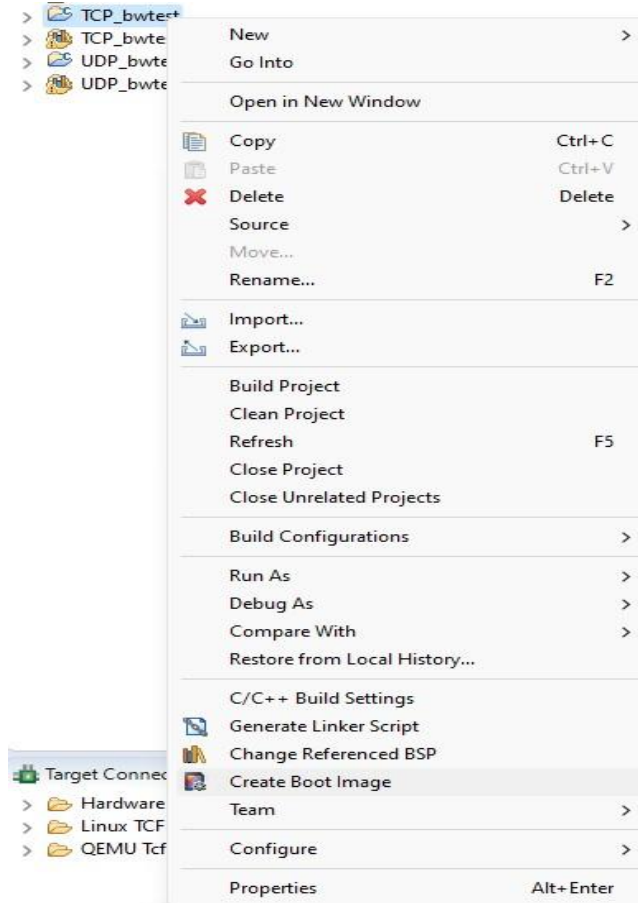 TCP_bwtest
TCP_bwte
UDP_bwte
UDP_bwte
New
Go Into
Open in New Window
Copy Ctrl+C
Paste Ctrl+V
Delete Delete
Source
Move...
Rename... F2
Import...
Export...
Build Project
Clean Project
Refresh F5
Close Project
Close Unrelated Projects
Build Configurations
Run As
Debug As
Compare With
Restore from Local History...
C/C++ Build Settings
Generate Linker Script
Change Referenced BSP
Create Boot Image
Team
Configure
Properties Alt+Enter
Target Connec
Hardware
Linux TCF
QEMU Tcf